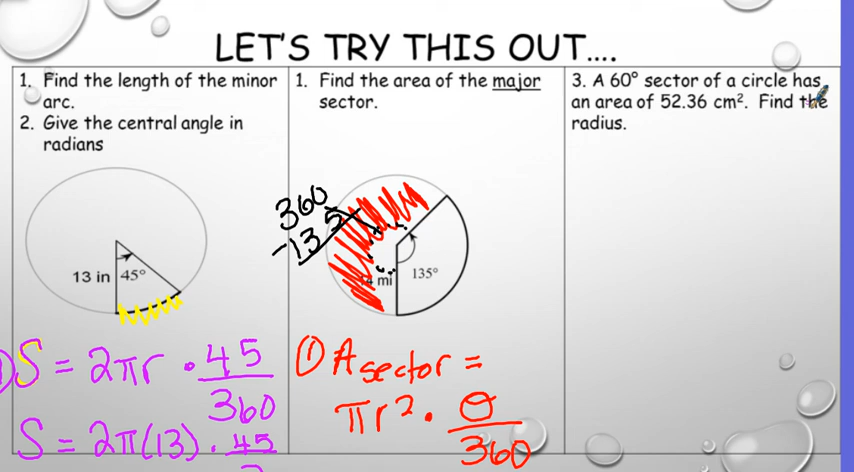 LET'S TRY THIS OUT....
1. Find the length of the minor
arc.
2. Give the central angle in
radians
13 in
45°
S = 2πr · 45
360
S = 2π(13) · 45
1. Find the area of the major
sector.
360
-135
mi
135°
① A sector =
πr² · θ
360
3. A 60° sector of a circle has
an area of 52.36 cm². Find the
radius.